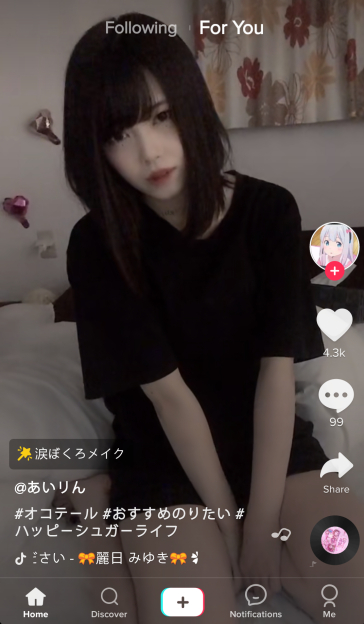 Following
For You
4.3k
99
Share
涙ぼくろメイク
@あいりん
#オコテール #おすすめのりたい #
ハッピーシュガーライフ
ごさい - 🎀麗日 みゆき🎀
Home
Discover
Notifications
Me